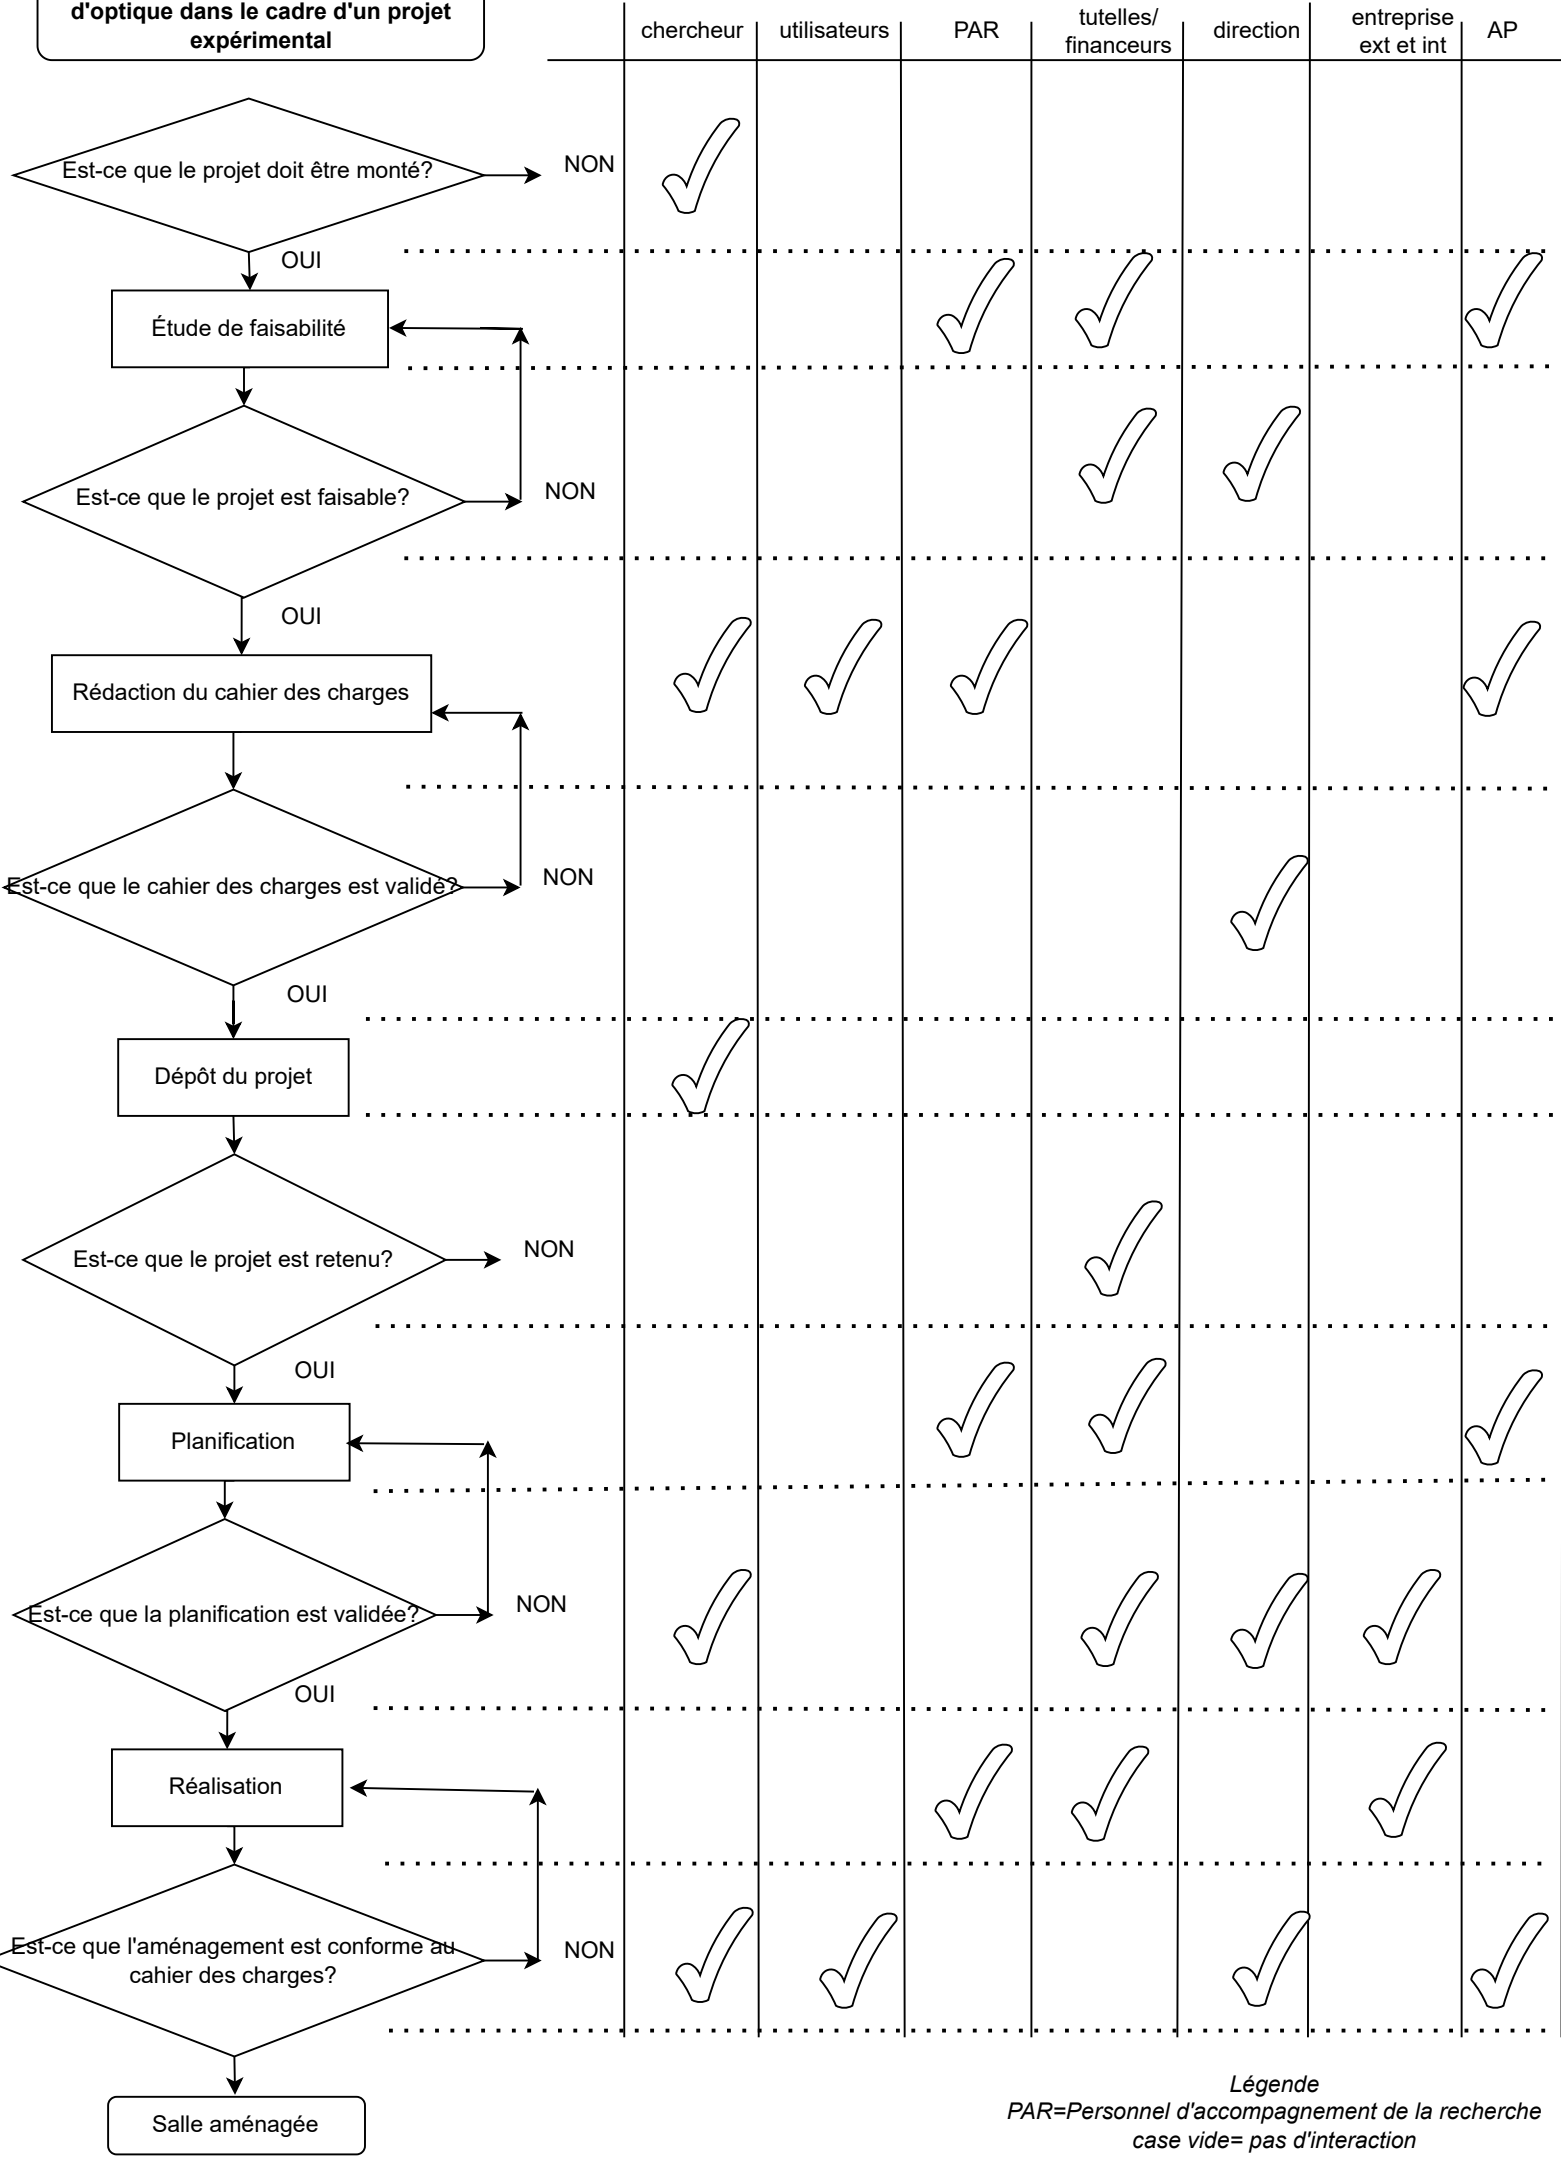 d'optique dans le cadre d'un projet
expérimental
chercheur
utilisateurs
PAR
tutelles/
financeurs
direction
entreprise
ext et int
AP
Est-ce que le projet doit être monté?
NON
OUI
Étude de faisabilité
Est-ce que le projet est faisable?
NON
OUI
Rédaction du cahier des charges
Est-ce que le cahier des charges est validé?
NON
OUI
Dépôt du projet
Est-ce que le projet est retenu?
NON
OUI
Planification
Est-ce que la planification est validée?
NON
OUI
Réalisation
Est-ce que l'aménagement est conforme au
cahier des charges?
NON
Salle aménagée
Légende
PAR=Personnel d'accompagnement de la recherche
case vide= pas d'interaction